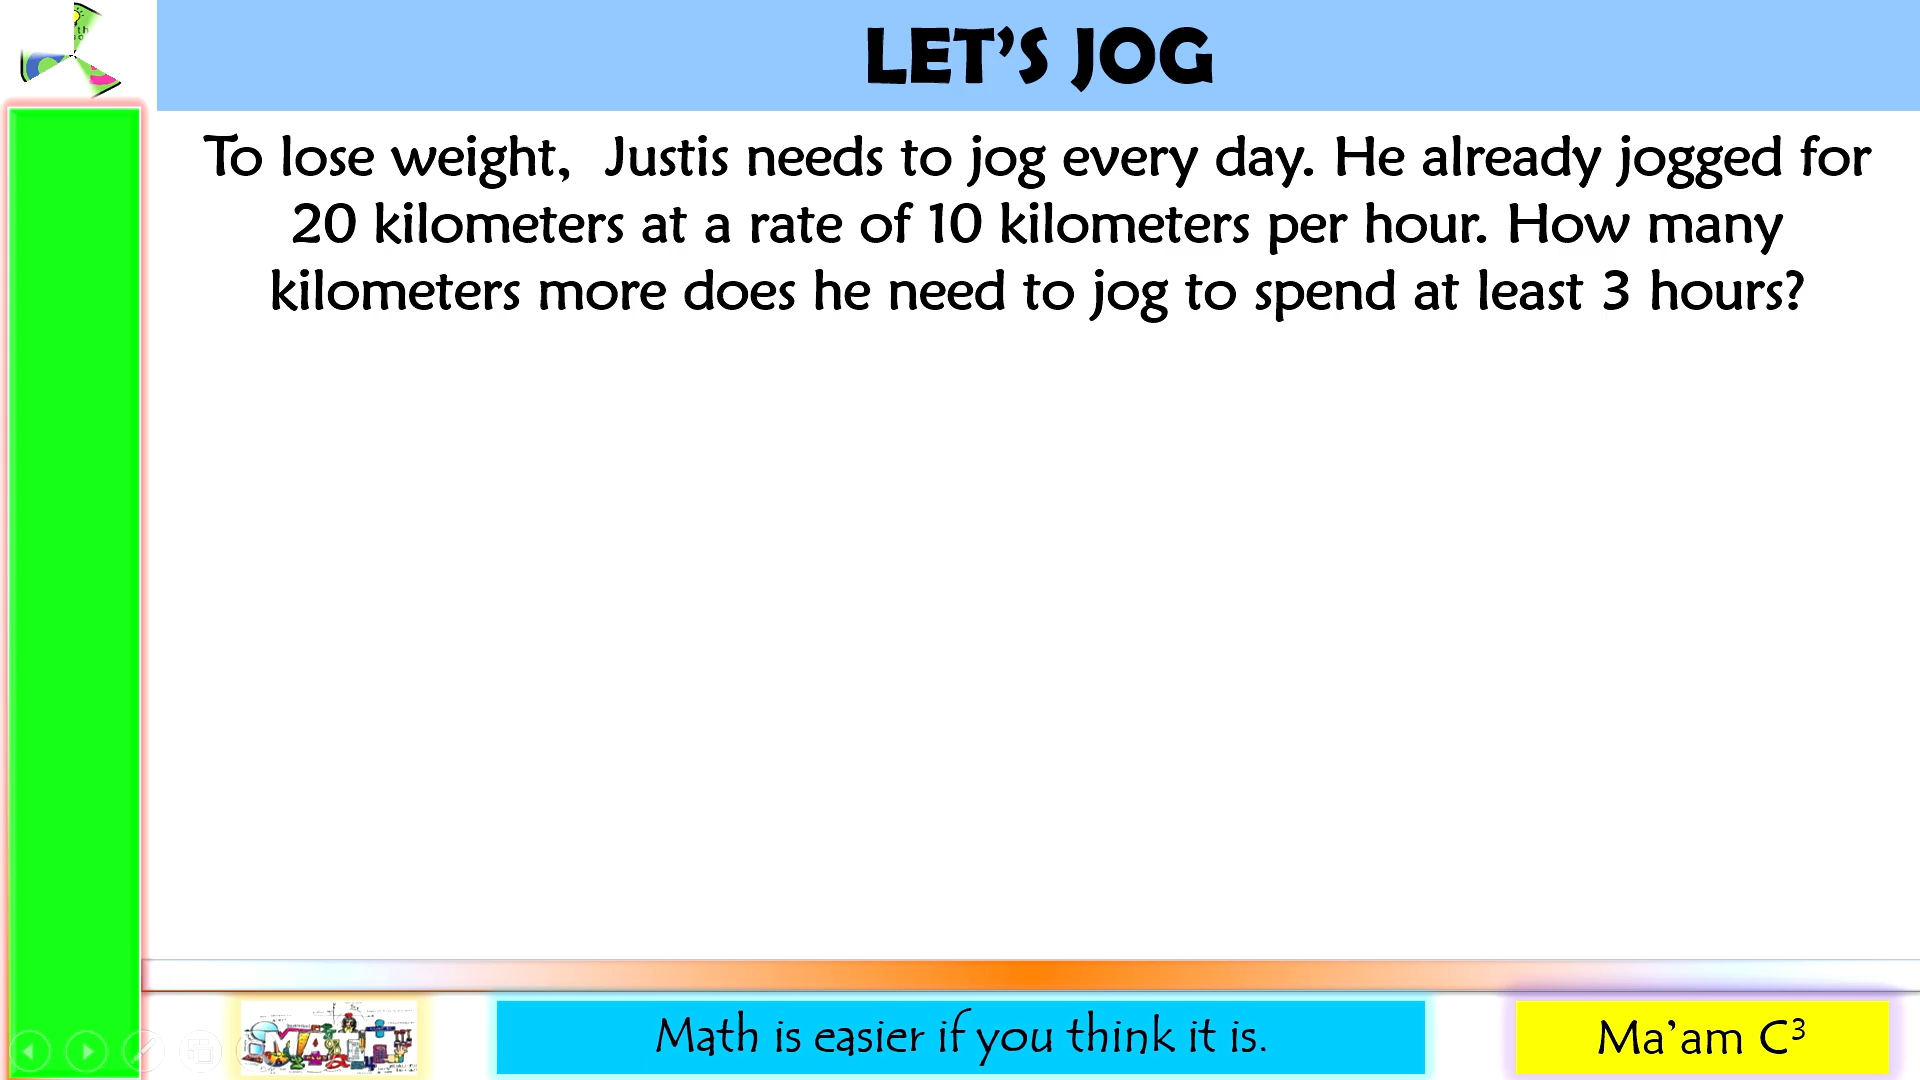 LET’S JOG
To lose weight,  Justis needs to jog every day. He already jogged for
20 kilometers at a rate of 10 kilometers per hour. How many
kilometers more does he need to jog to spend at least 3 hours?
MATH
Math is easier if you think it is.
Ma’am C³